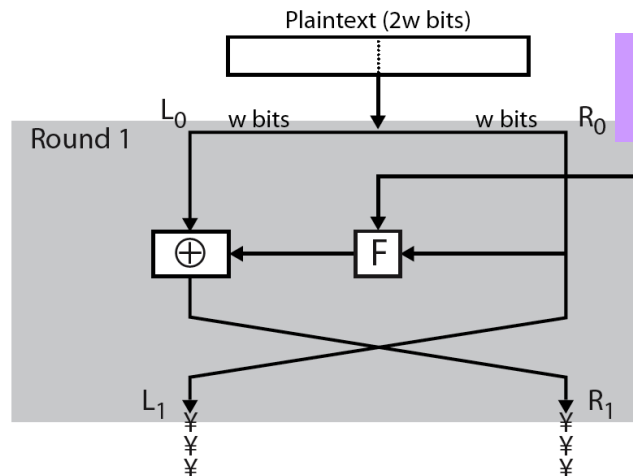 Plaintext (2w bits)
L0 w bits w bits R0
Round 1
⊕ F
L1 R1
¥ ¥
¥ ¥
¥ ¥